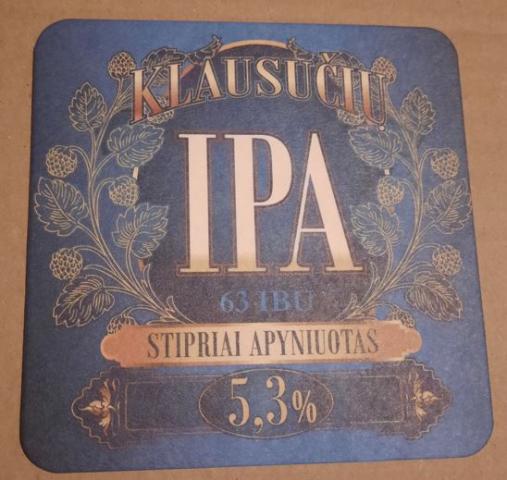 KLAUSUČIŲ
IPA
63 IBU
STIPRIAI APYNIUOTAS
5,3%